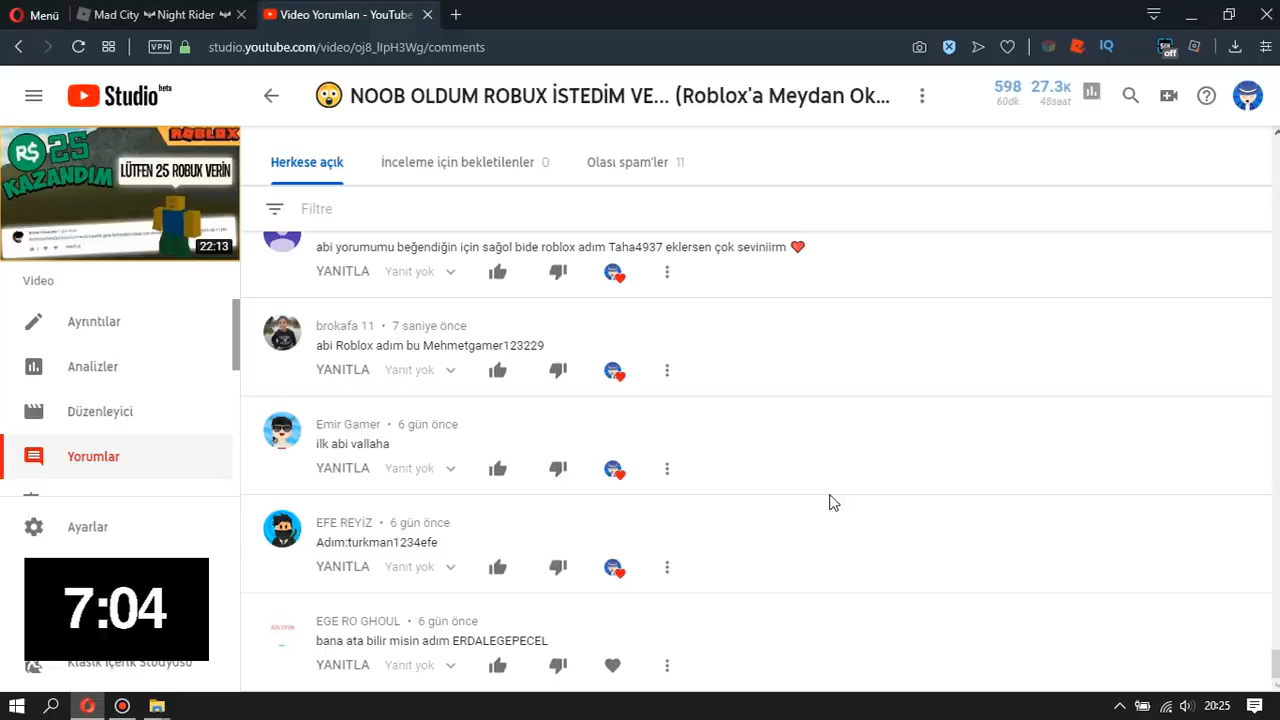 Menü
Mad City
Night Rider
Video Yorumları - YouTube
VPN
studio.youtube.com/video/oj8_lIpH3Wg/comments
IQ
off
Studio beta
NOOB OLDUM ROBUX İSTEDİM VE... (Roblox'a Meydan Ok...
598
60dk
27.3K
48saat
R$ 25
KAZANDIM
ROBLOX
LÜTFEN 25 ROBUX VERİN
22:13
Video
Ayrıntılar
Analizler
Düzenleyici
Yorumlar
Ayarlar
7:04
Klasik İçerik Stüdyosu
Herkese açık
İnceleme için bekletilenler 0
Olası spam'ler 11
Filtre
abi yorumumu beğendiğin için sağol bide roblox adım Taha4937 eklersen çok seviniirm
YANITLA Yanıt yok
brokafa 11 • 7 saniye önce
abi Roblox adım bu Mehmetgamer123229
YANITLA Yanıt yok
Emir Gamer • 6 gün önce
ilk abi vallaha
YANITLA Yanıt yok
EFE REYİZ • 6 gün önce
Adım:turkman1234efe
YANITLA Yanıt yok
EGE RO GHOUL • 6 gün önce
bana ata bilir misin adım ERDALEGEPECEL
YANITLA Yanıt yok
20:25